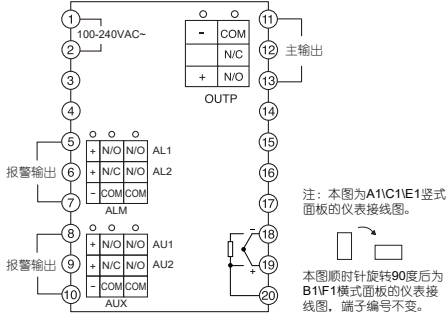 1
100-240VAC~
2
3
4
5
报警输出 6
7
8
报警输出 9
10
- COM
N/C
+ N/O
OUTP
11
12 主输出
13
14
15
16
17
18
19
20
+ N/O N/O AL1
+ N/C N/O AL2
- COM COM
ALM
+ N/O N/O AU1
+ N/C N/O AU2
- COM COM
AUX
-
+
注：本图为A1\C1\E1竖式
面板的仪表接线图。
本图顺时针旋转90度后为
B1\F1横式面板的仪表接
线图，端子编号不变。